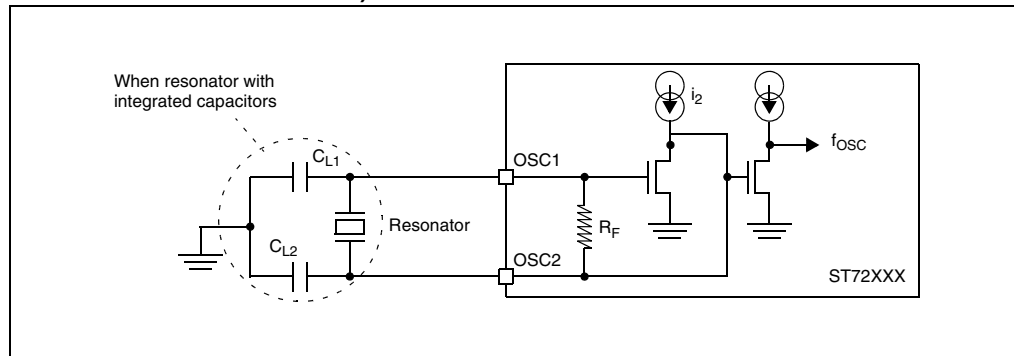 When resonator with
integrated capacitors
i2
fOSC
CL1
OSC1
Resonator
RF
CL2
OSC2
ST72XXX